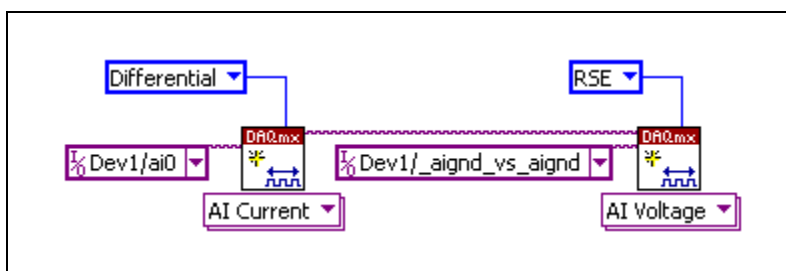 Differential
RSE
DAQmx
DAQmx
Dev1/ai0
Dev1/_aignd_vs_aignd
AI Current
AI Voltage